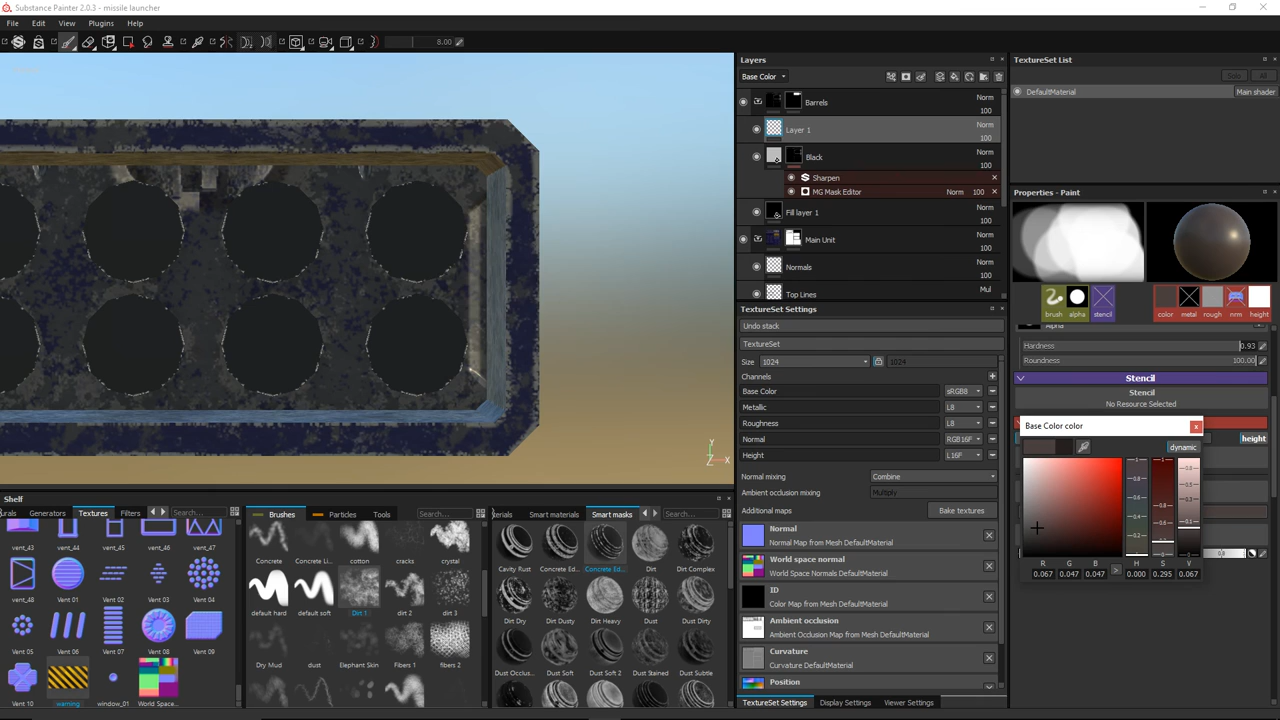 Substance Painter 2.0.3 - missile launcher
File Edit View Plugins Help
8.00
Layers
Base Color
Barrels Norm 100
Layer 1 Norm 100
Black Norm 100
Sharpen
MG Mask Editor Norm 100
Fill layer 1 Norm 100
Main Unit Norm 100
Normals Norm 100
Top Lines Mul
TextureSet Settings
Undo stack
TextureSet
Size 1024 1024
Channels
Base Color sRGB8
Metallic L8
Roughness L8
Normal RGB16F
Height L16F
Normal mixing Combine
Ambient occlusion mixing Multiply
Additional maps Bake textures
Normal
Normal Map from Mesh DefaultMaterial
World space normal
World Space Normals DefaultMaterial
ID
Color Map from Mesh DefaultMaterial
Ambient occlusion
Ambient Occlusion Map from Mesh DefaultMaterial
Curvature
Curvature DefaultMaterial
Position
TextureSet Settings Display Settings Viewer Settings
TextureSet List
Solo All
DefaultMaterial Main shader
Properties - Paint
brush alpha stencil color metal rough nrm height
Alpha
Hardness 0.93
Roundness 100.00
Stencil
Stencil
No Resource Selected
height
Base Color color
dynamic
R G B H S V
0.067 0.047 0.047 > 0.000 0.295 0.067
Y
Z X
Shelf
urals Generators Textures Filters Search...
vent_43 vent_44 vent_45 vent_46 vent_47
vent_48 Vent 01 Vent 02 Vent 03 Vent 04
Vent 05 Vent 06 Vent 07 Vent 08 Vent 09
Vent 10 warning window_01 World Space...
Brushes Particles Tools Search...
Concrete Concrete Li... cotton cracks crystal
default hard default soft Dirt 1 dirt 2 dirt 3
Dry Mud dust Elephant Skin Fibers 1 fibers 2
erials Smart materials Smart masks Search...
Cavity Rust Concrete Ed... Concrete Ed... Dirt Dirt Complex
Dirt Dry Dirt Dusty Dirt Heavy Dust Dust Dirty
Dust Occlus... Dust Soft Dust Soft 2 Dust Stained Dust Subtle